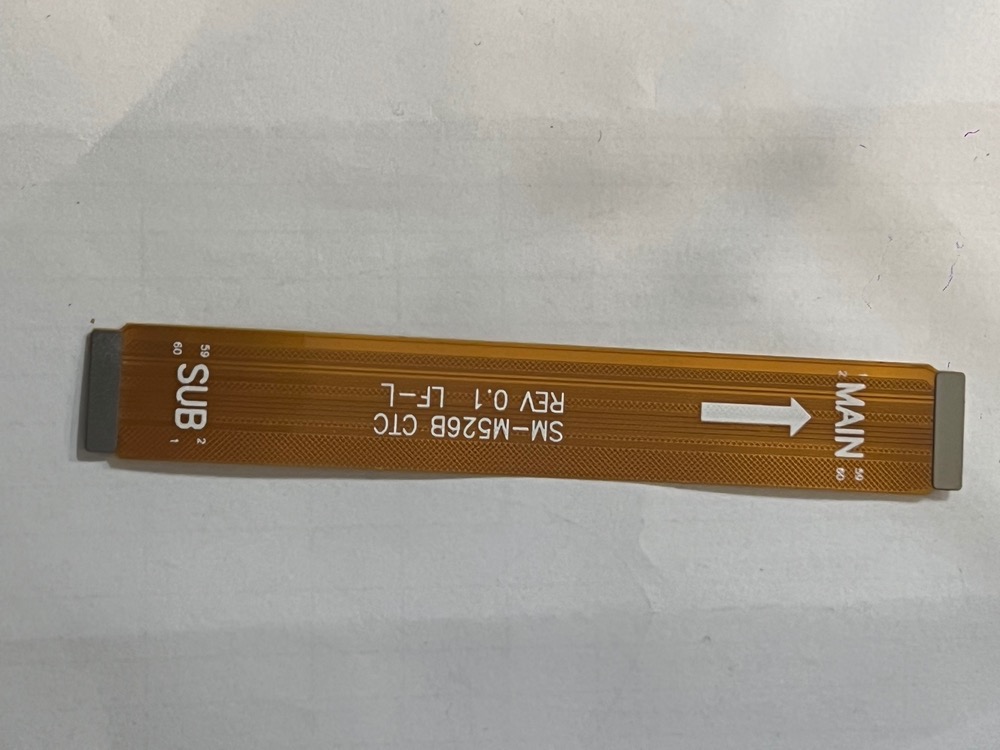 59
60
SUB
2
1
SM-M526B CTC
REV 0.1 LF-L
1
2
MAIN
59
60